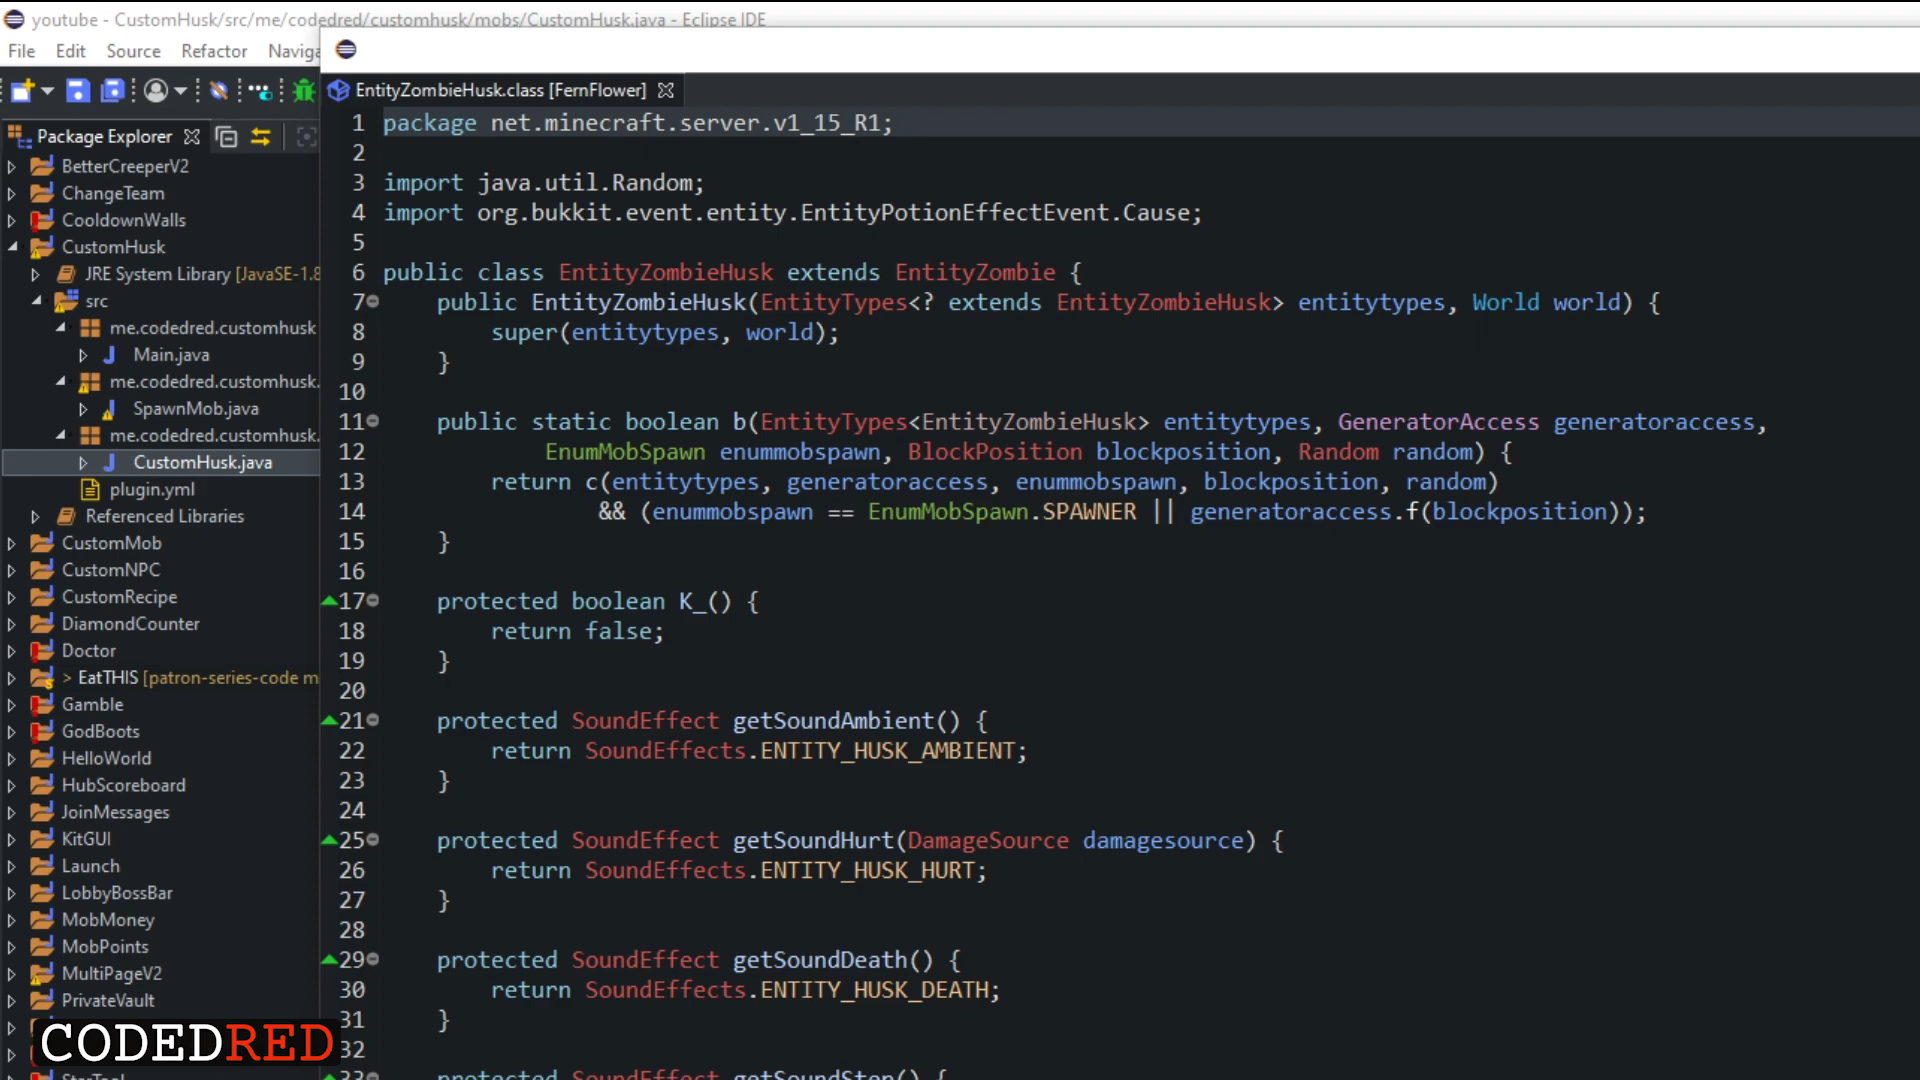 youtube - CustomHusk/src/me/codedred/customhusk/mobs/CustomHusk.java - Eclipse IDE
File Edit Source Refactor Naviga
Package Explorer
BetterCreeperV2
ChangeTeam
CooldownWalls
CustomHusk
JRE System Library [JavaSE-1.8
src
me.codedred.customhusk
Main.java
me.codedred.customhusk.
SpawnMob.java
me.codedred.customhusk.
CustomHusk.java
plugin.yml
Referenced Libraries
CustomMob
CustomNPC
CustomRecipe
DiamondCounter
Doctor
> EatTHIS [patron-series-code m
Gamble
GodBoots
HelloWorld
HubScoreboard
JoinMessages
KitGUI
Launch
LobbyBossBar
MobMoney
MobPoints
MultiPageV2
PrivateVault
CODEDRED
EntityZombieHusk.class [FernFlower]
1 package net.minecraft.server.v1_15_R1;
2
3 import java.util.Random;
4 import org.bukkit.event.entity.EntityPotionEffectEvent.Cause;
5
6 public class EntityZombieHusk extends EntityZombie {
7 public EntityZombieHusk(EntityTypes<? extends EntityZombieHusk> entitytypes, World world) {
8 super(entitytypes, world);
9 }
10
11 public static boolean b(EntityTypes<EntityZombieHusk> entitytypes, GeneratorAccess generatoraccess,
12 EnumMobSpawn enummobspawn, BlockPosition blockposition, Random random) {
13 return c(entitytypes, generatoraccess, enummobspawn, blockposition, random)
14 && (enummobspawn == EnumMobSpawn.SPAWNER || generatoraccess.f(blockposition));
15 }
16
17 protected boolean K_() {
18 return false;
19 }
20
21 protected SoundEffect getSoundAmbient() {
22 return SoundEffects.ENTITY_HUSK_AMBIENT;
23 }
24
25 protected SoundEffect getSoundHurt(DamageSource damagesource) {
26 return SoundEffects.ENTITY_HUSK_HURT;
27 }
28
29 protected SoundEffect getSoundDeath() {
30 return SoundEffects.ENTITY_HUSK_DEATH;
31 }
32
33 protected SoundEffect getSoundStep() {